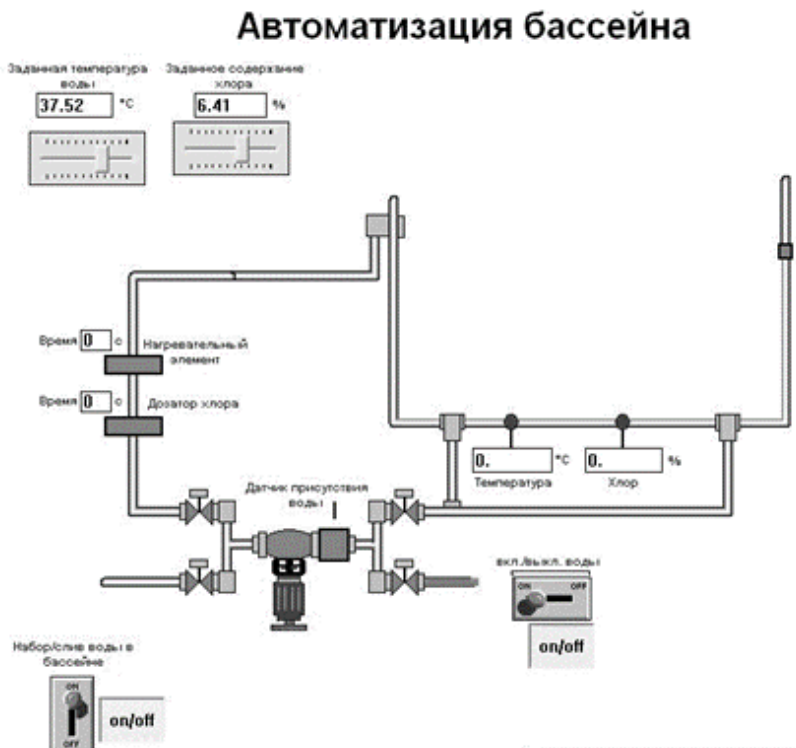 Автоматизация бассейна
Заданная температура
воды
37.52 °C
Заданное содержание
хлора
6.41 %
Время 0 с
Нагревательный
элемент
Время 0 с
Дозатор хлора
0. °C
Температура
0. %
Хлор
Датчик присутствия
воды
вкл./выкл. воды
ON OFF
on/off
Набор/слив воды в
бассейне
ON
on/off
OFF